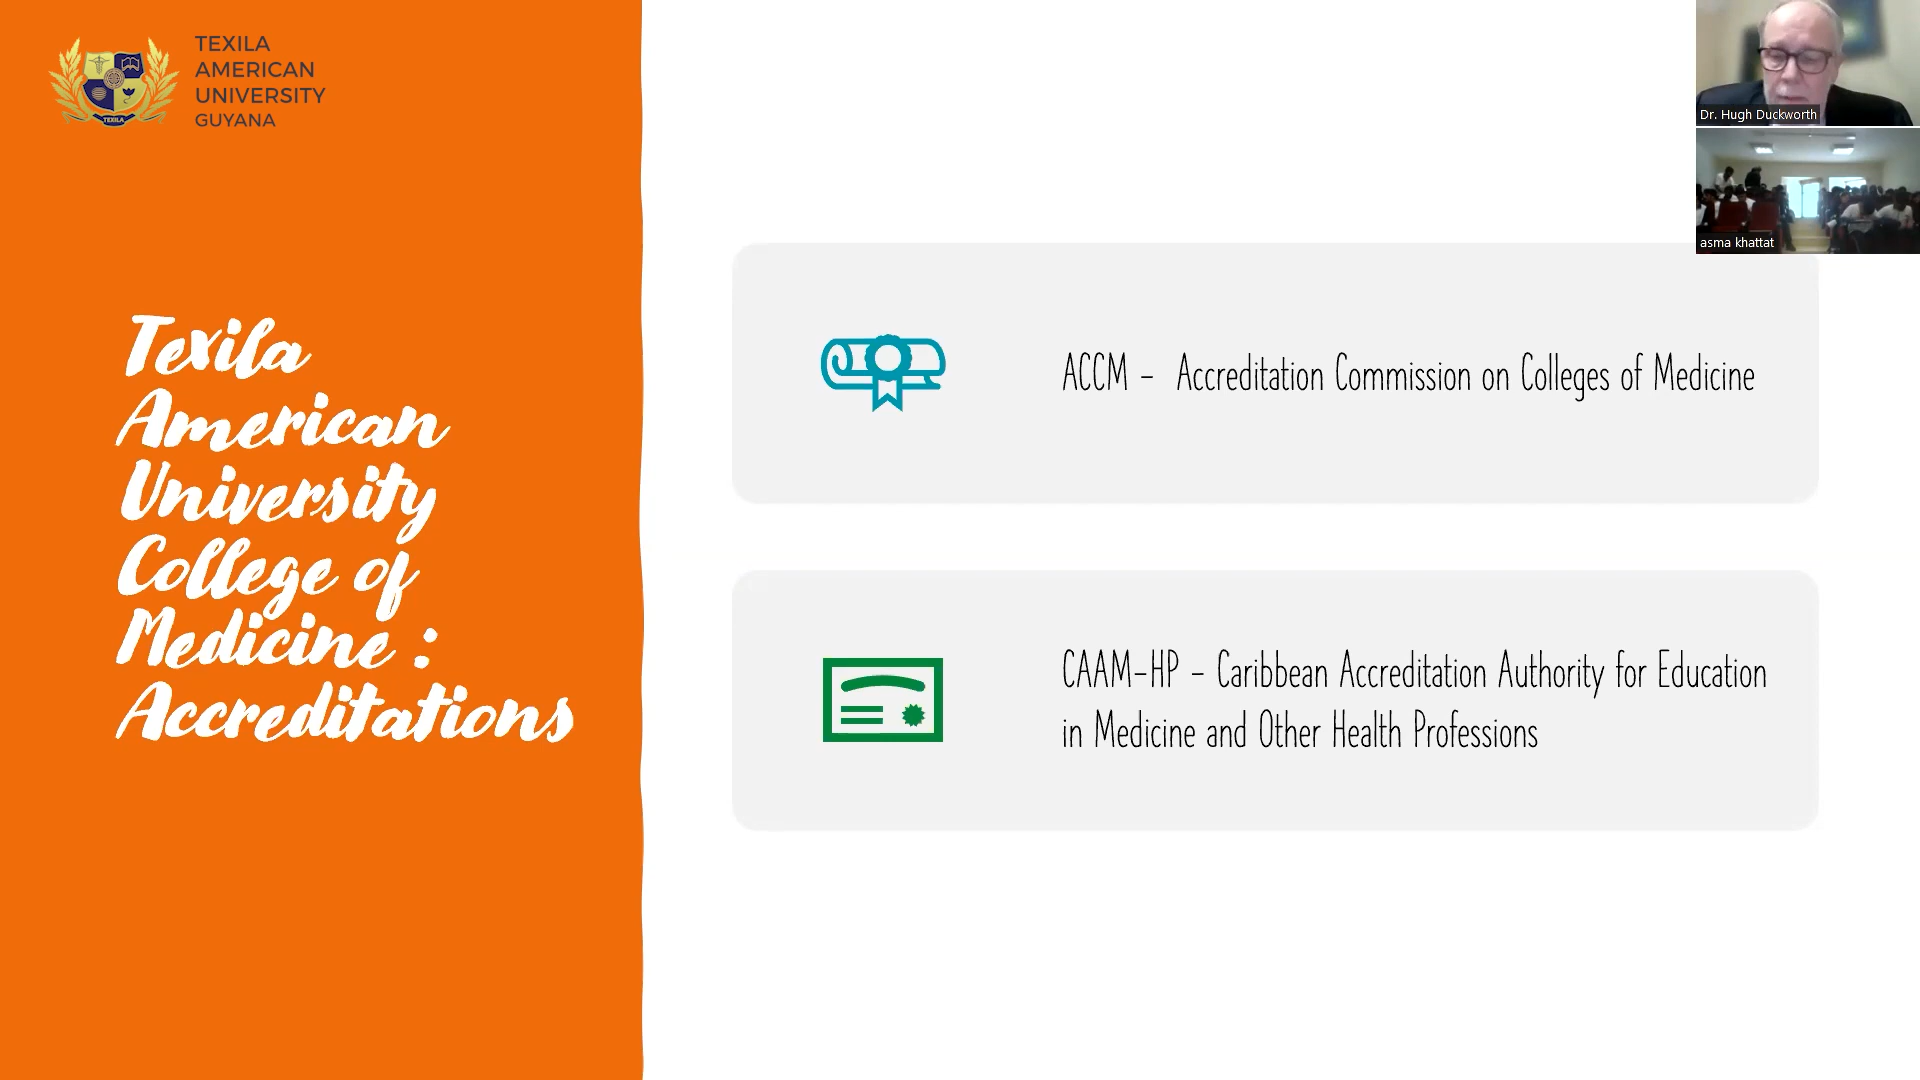 TEXILA
AMERICAN
UNIVERSITY
GUYANA
TEXILA
Texila
American
University
College of
Medicine :
Accreditations
ACCM - Accreditation Commission on Colleges of Medicine
CAAM-HP - Caribbean Accreditation Authority for Education
in Medicine and Other Health Professions
Dr. Hugh Duckworth
asma khattat